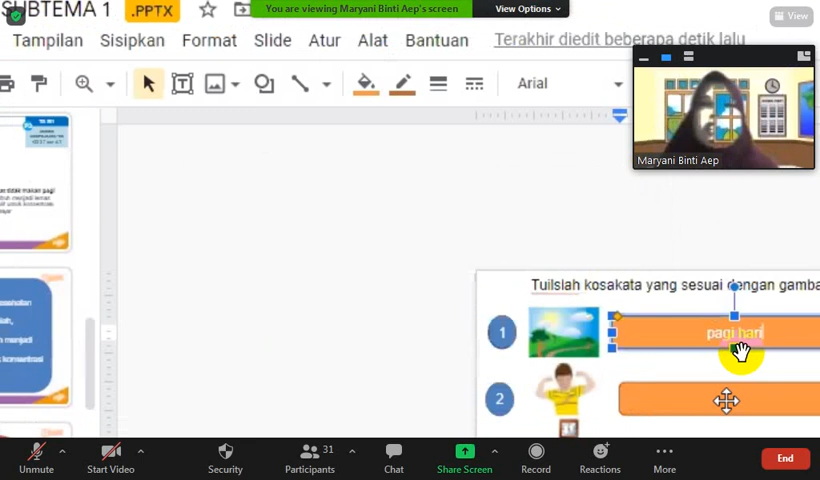 SUBTEMA 1 .PPTX
You are viewing Maryani Binti Aep's screen View Options
View
Tampilan Sisipkan Format Slide Atur Alat Bantuan Terakhir diedit beberapa detik lalu
Arial
Maryani Binti Aep
Tuilslah kosakata yang sesuai dengan gamba
1 pagi hari
2
konsentrasi
Unmute Start Video Security Participants 31 Chat Share Screen Record Reactions More End